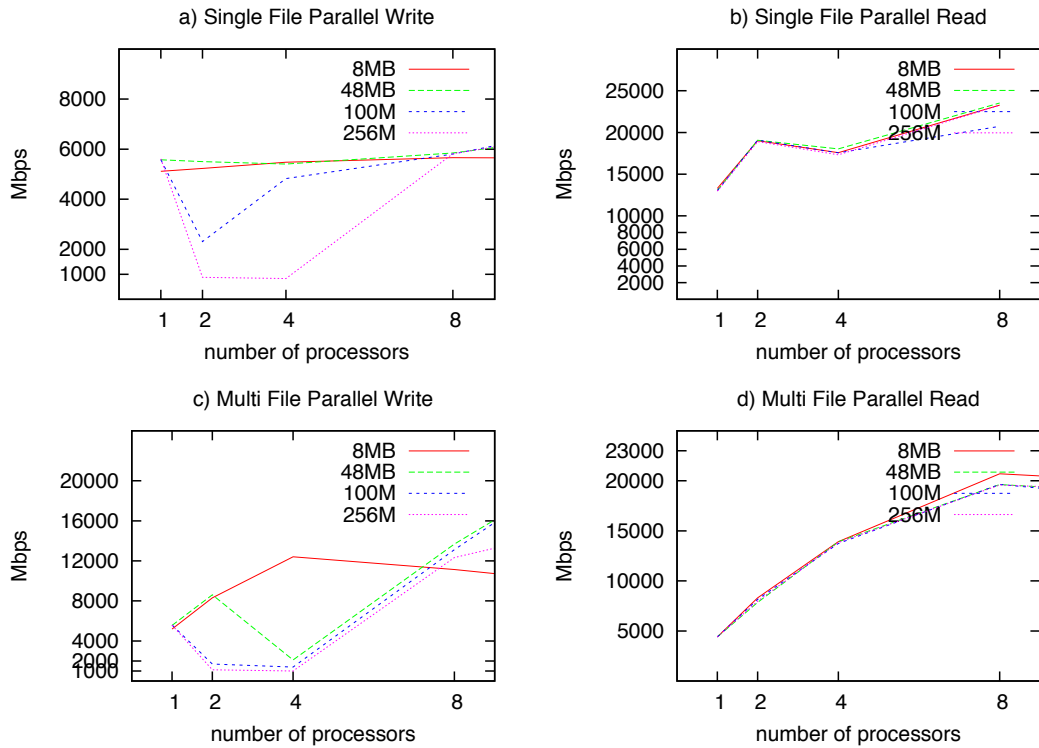 a) Single File Parallel Write
8MB
48MB
100M
256M
8000
6000
4000
2000
1000
Mbps
1 2 4 8
number of processors
b) Single File Parallel Read
8MB
48MB
100M
256M
25000
20000
15000
10000
8000
6000
4000
2000
Mbps
1 2 4 8
number of processors
c) Multi File Parallel Write
8MB
48MB
100M
256M
20000
16000
12000
8000
4000
2000
1000
Mbps
1 2 4 8
number of processors
d) Multi File Parallel Read
8MB
48MB
100M
256M
23000
20000
15000
10000
5000
Mbps
1 2 4 8
number of processors